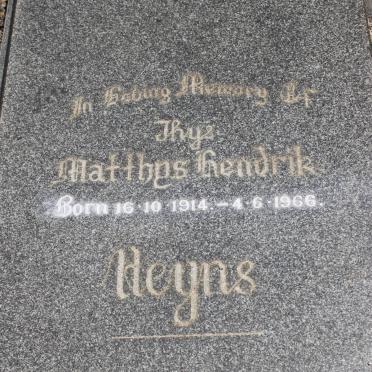 In Loving Memory Of
Thys
Matthys Hendrik
Born 16·10·1914.–4·6·1966.
Heyns